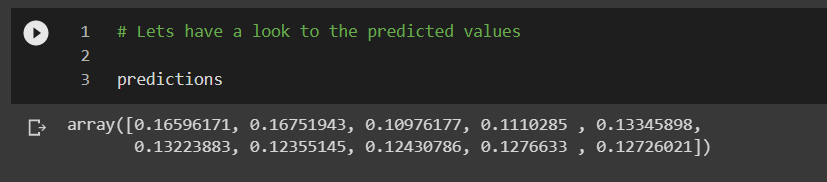 1 # Lets have a look to the predicted values
2
3 predictions
array([0.16596171, 0.16751943, 0.10976177, 0.1110285 , 0.13345898,
0.13223883, 0.12355145, 0.12430786, 0.1276633 , 0.12726021])